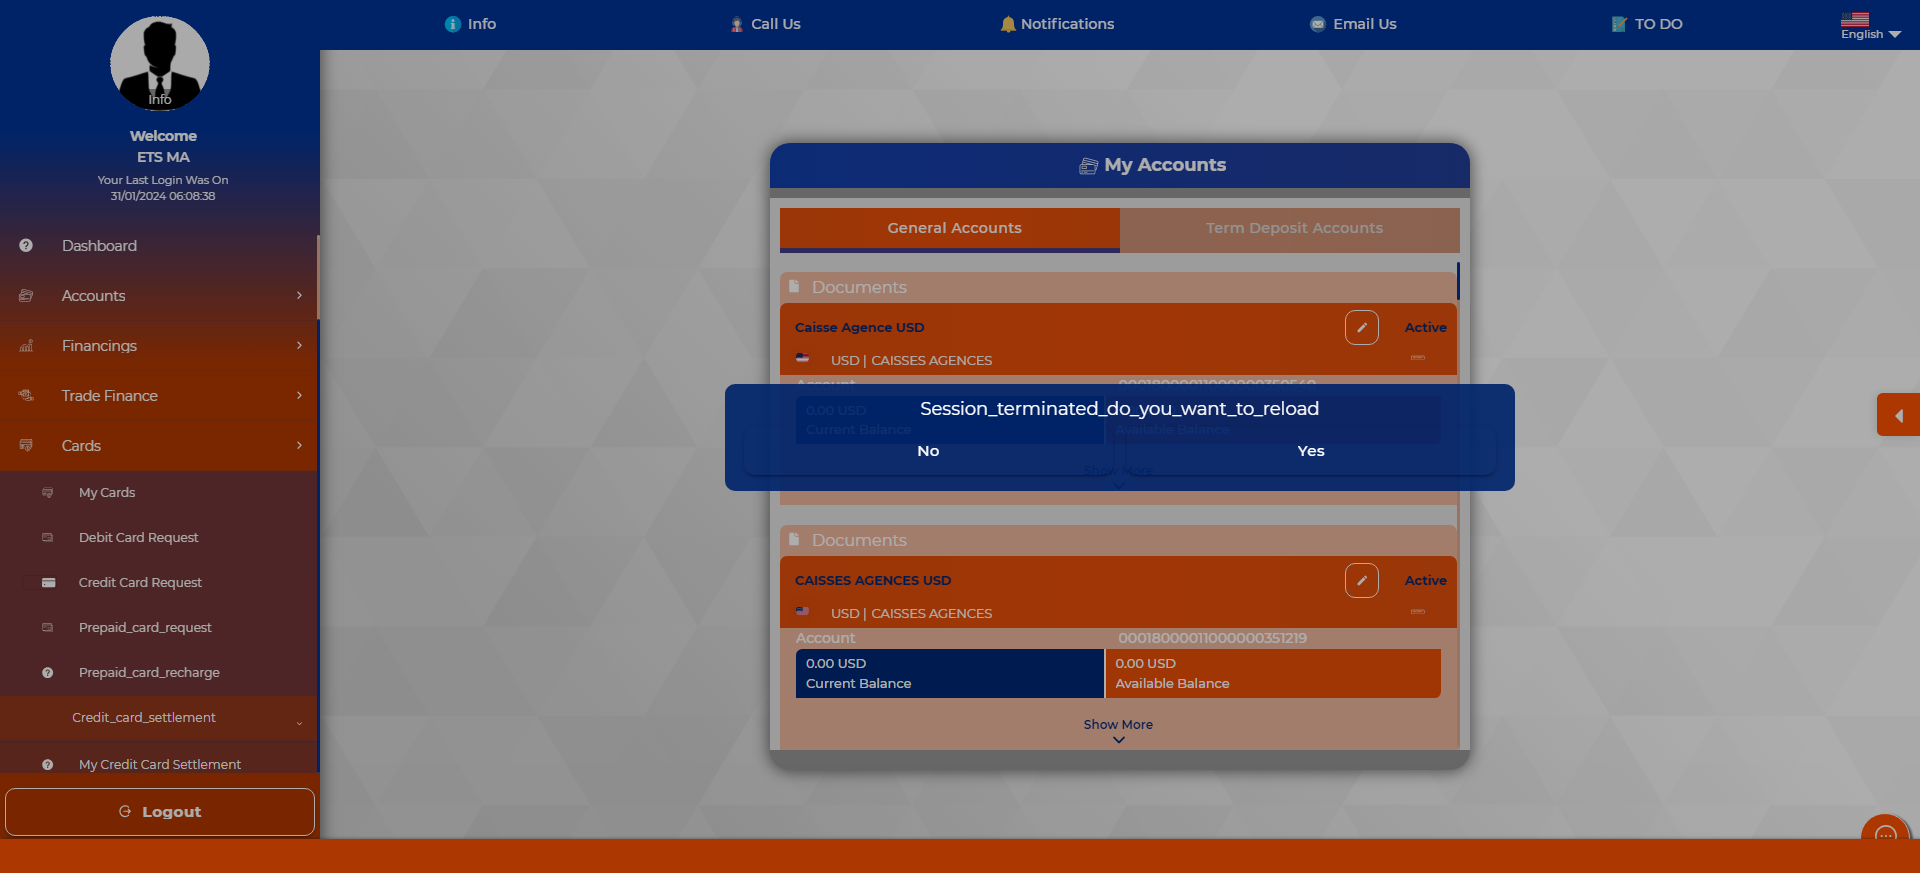 Info
Call Us
Notifications
Email Us
TO DO
English
Info
Welcome
ETS MA
Your Last Login Was On
31/01/2024 06:08:38
Dashboard
Accounts
Financings
Trade Finance
Cards
My Cards
Debit Card Request
Credit Card Request
Prepaid_card_request
Prepaid_card_recharge
Credit_card_settlement
My Credit Card Settlement
Logout
My Accounts
General Accounts
Term Deposit Accounts
Documents
Caisse Agence USD
Active
USD | CAISSES AGENCES
Account
Session_terminated_do_you_want_to_reload
No
Yes
0.00 USD
Current Balance
Available Balance
Show More
Documents
CAISSES AGENCES USD
Active
USD | CAISSES AGENCES
Account
00018000011000000351219
0.00 USD
Current Balance
0.00 USD
Available Balance
Show More